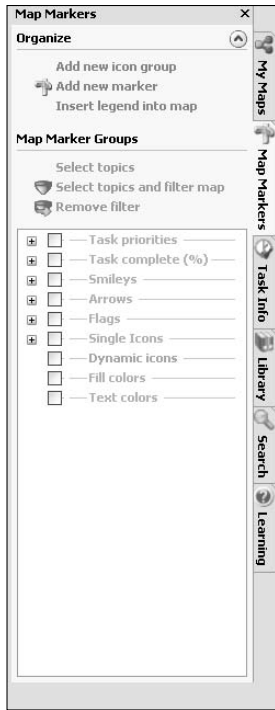 Map Markers
Organize
Add new icon group
Add new marker
Insert legend into map
Map Marker Groups
Select topics
Select topics and filter map
Remove filter
Task priorities
Task complete (%)
Smileys
Arrows
Flags
Single Icons
Dynamic icons
Fill colors
Text colors
My Maps
Map Markers
Task Info
Library
Search
Learning